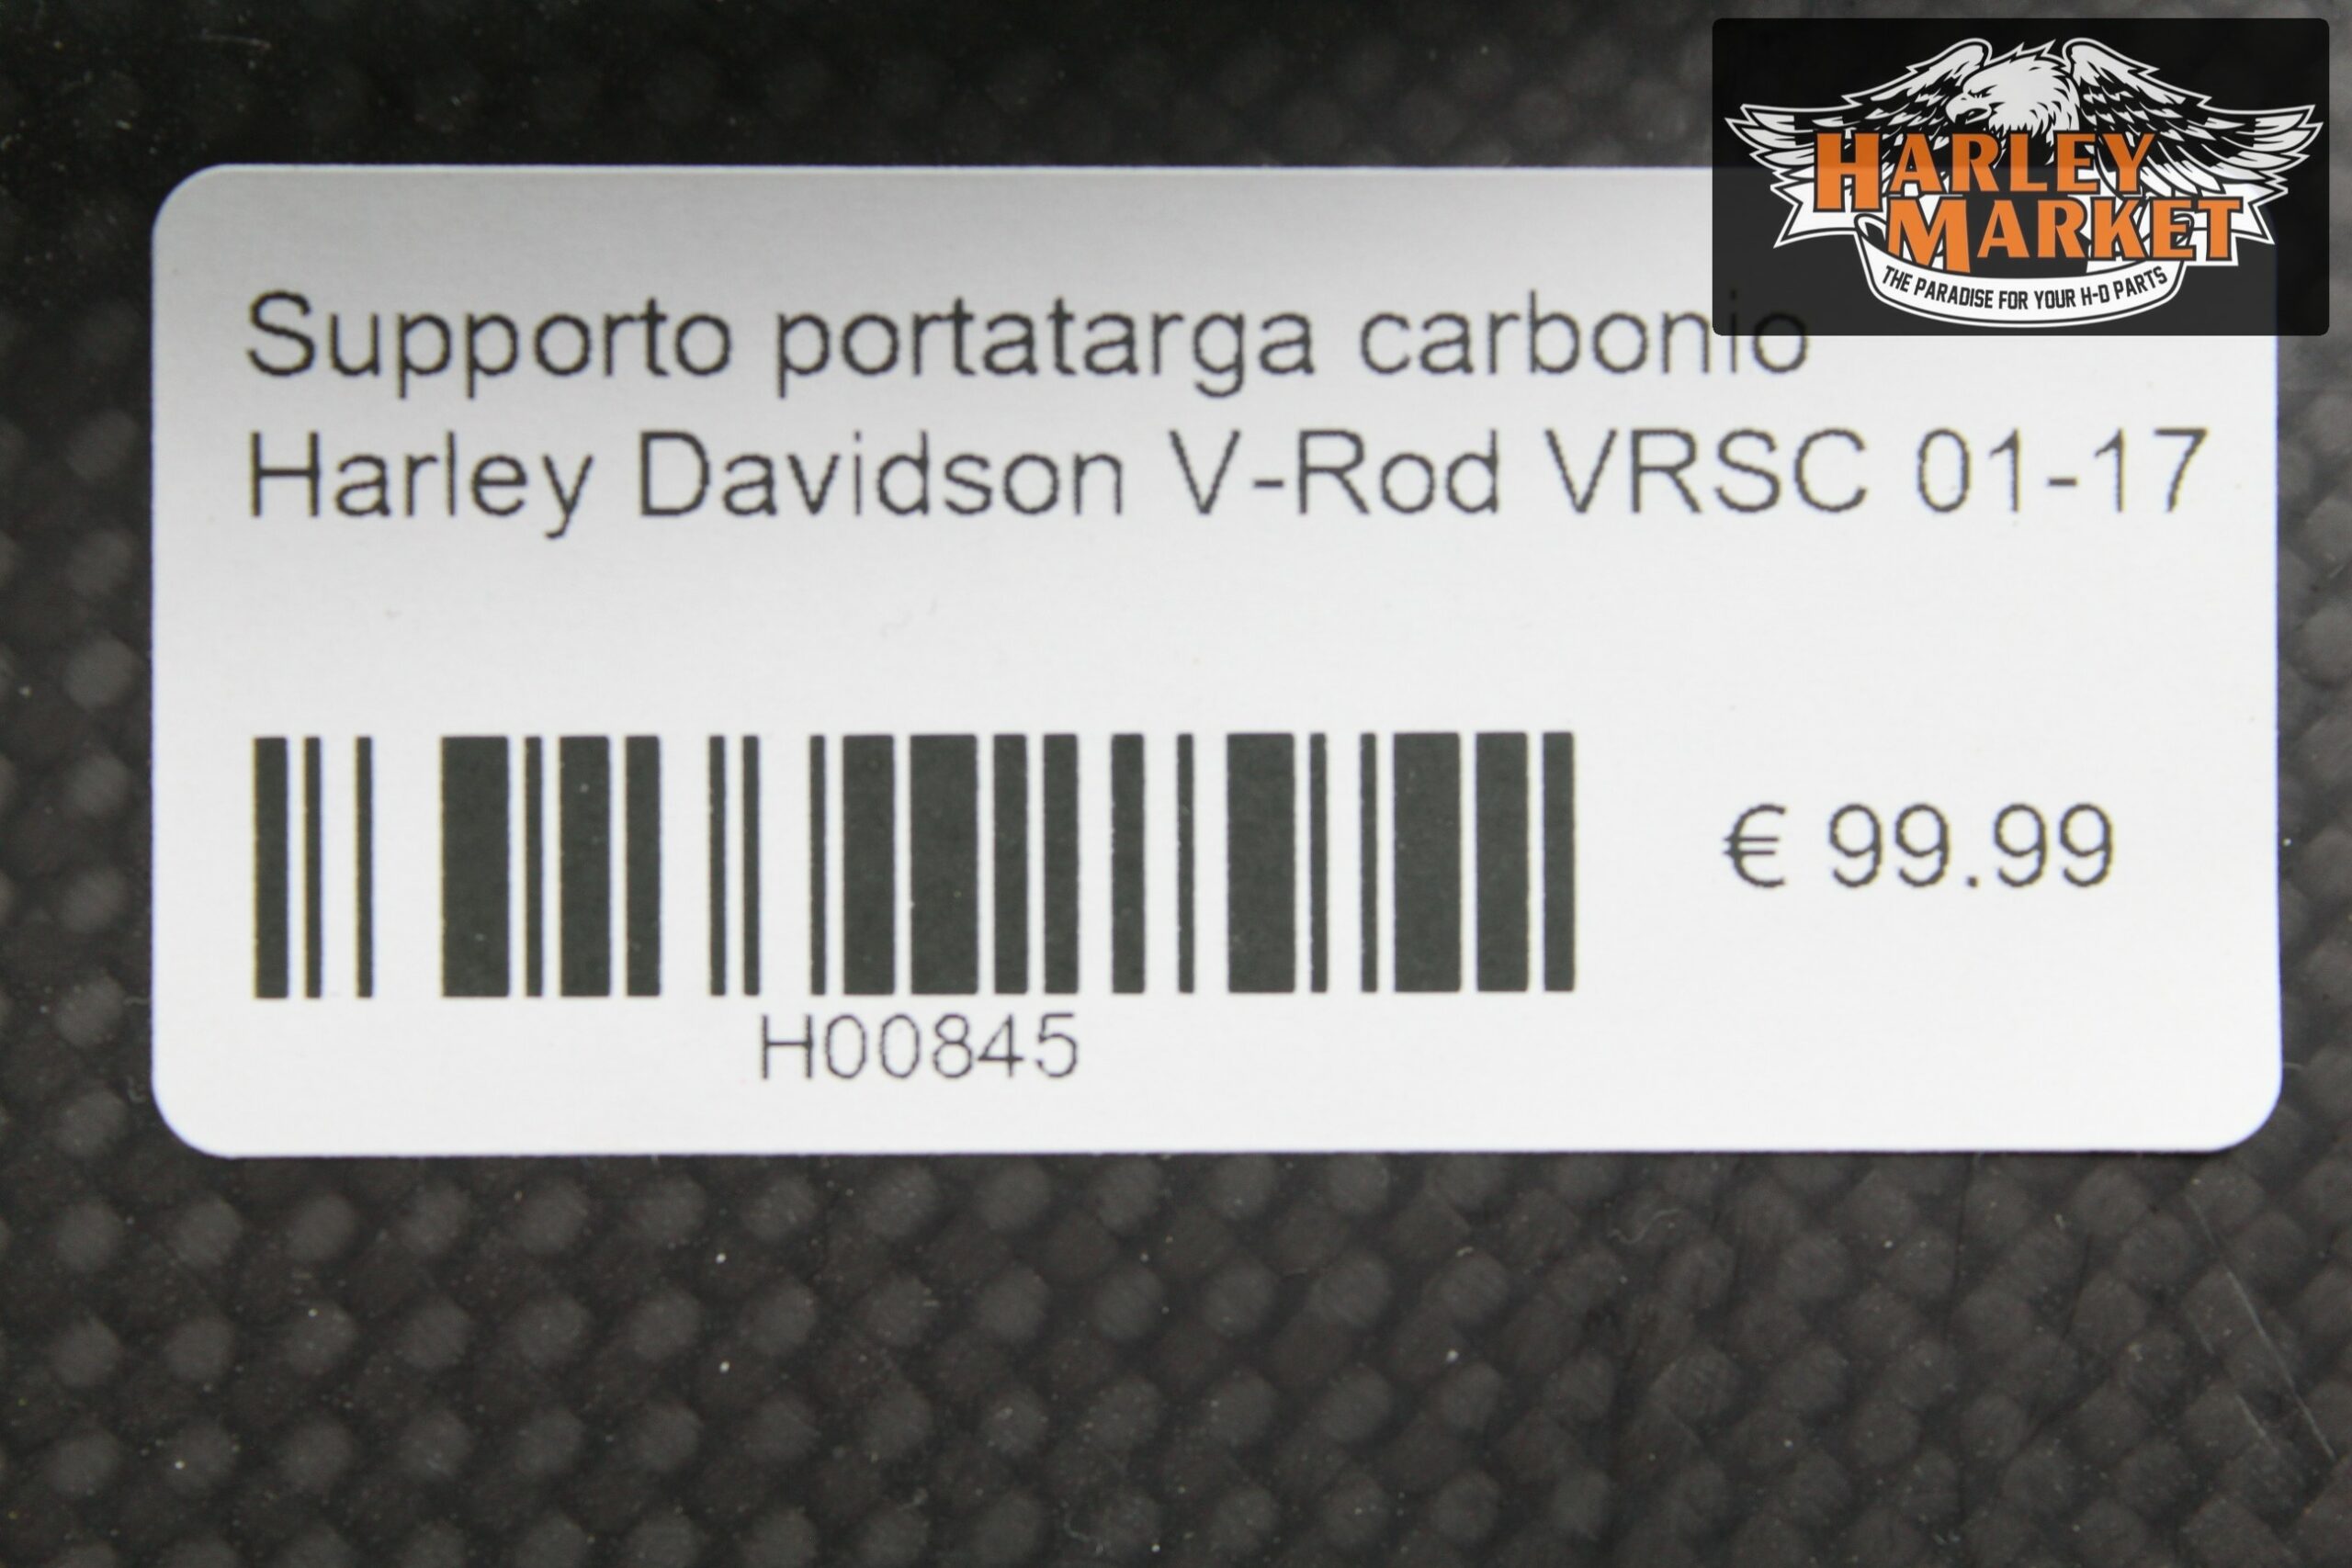 HARLEY
MARKET
THE PARADISE FOR YOUR H-D PARTS
Supporto portatarga carbonio
Harley Davidson V-Rod VRSC 01-17
€ 99.99
H00845